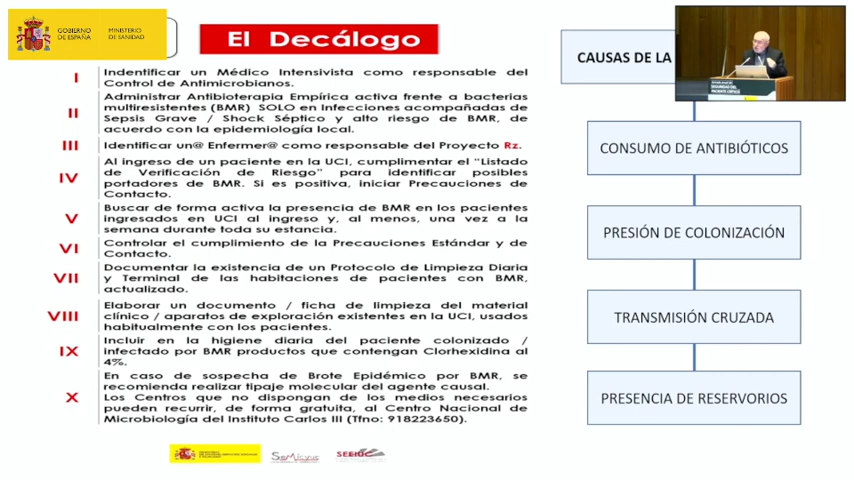 GOBIERNO
DE ESPAÑA
MINISTERIO
DE SANIDAD
El Decálogo
I
Indentificar un Médico Intensivista como responsable del
Control de Antimicrobianos.
II
Administrar Antibioterapia Empírica activa frente a bacterias
multiresistentes (BMR) SOLO en Infecciones acompañadas de
Sepsis Grave / Shock Séptico y alto riesgo de BMR, de
acuerdo con la epidemiología local.
III
Identificar un@ Enfermer@ como responsable del Proyecto Rz.
IV
Al ingreso de un paciente en la UCI, cumplimentar el "Listado
de Verificación de Riesgo" para identificar posibles
portadores de BMR. Si es positiva, iniciar Precauciones de
Contacto.
V
Buscar de forma activa la presencia de BMR en los pacientes
ingresados en UCI al ingreso y, al menos, una vez a la
semana durante toda su estancia.
VI
Controlar el cumplimiento de la Precauciones Estándar y de
Contacto.
VII
Documentar la existencia de un Protocolo de Limpieza Diaria
y Terminal de las habitaciones de pacientes con BMR,
actualizado.
VIII
Elaborar un documento / ficha de limpieza del material
clínico / aparatos de exploración existentes en la UCI, usados
habitualmente con los pacientes.
IX
Incluir en la higiene diaria del paciente colonizado /
infectado por BMR productos que contengan Clorhexidina al
4%.
X
En caso de sospecha de Brote Epidémico por BMR, se
recomienda realizar tipaje molecular del agente causal.
Los Centros que no dispongan de los medios necesarios
pueden recurrir, de forma gratuita, al Centro Nacional de
Microbiología del Instituto Carlos III (Tfno: 918223650).
CAUSAS DE LA
CONSUMO DE ANTIBIÓTICOS
PRESIÓN DE COLONIZACIÓN
TRANSMISIÓN CRUZADA
PRESENCIA DE RESERVORIOS
SEGURIDAD DEL
PACIENTE CRÍTICO
SEEIUC